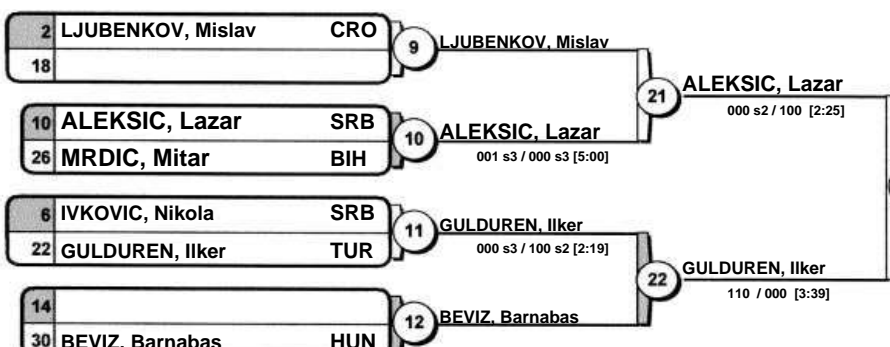 2 LJUBENKOV, Mislav CRO
18
9
LJUBENKOV, Mislav
10 ALEKSIC, Lazar SRB
26 MRDIC, Mitar BIH
10
ALEKSIC, Lazar
001 s3 / 000 s3 [5:00]
21
ALEKSIC, Lazar
000 s2 / 100 [2:25]
6 IVKOVIC, Nikola SRB
22 GULDUREN, Ilker TUR
11
GULDUREN, Ilker
000 s3 / 100 s2 [2:19]
14
30 BEVIZ, Barnabas HUN
12
BEVIZ, Barnabas
22
GULDUREN, Ilker
110 / 000 [3:39]